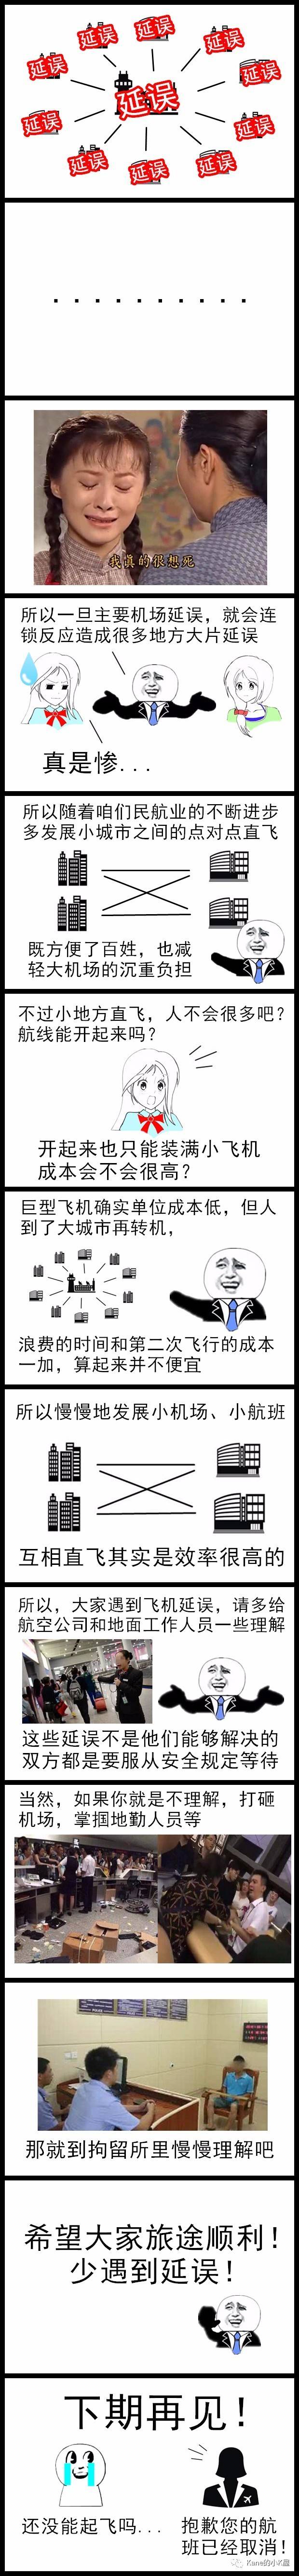 延误
延误
延误
延误
延误
延误
延误
延误
延误
延误
延误
..........
我真的很想死
所以一旦主要机场延误，就会连
锁反应造成很多地方大片延误
真是惨...
所以随着咱们民航业的不断进步
多发展小城市之间的点对点直飞
既方便了百姓，也减
轻大机场的沉重负担
不过小地方直飞，人不会很多吧？
航线能开起来吗？
开起来也只能装满小飞机
成本会不会很高？
巨型飞机确实单位成本低，但人
到了大城市再转机，
浪费的时间和第二次飞行的成本
一加，算起来并不便宜
所以慢慢地发展小机场、小航班
互相直飞其实是效率很高的
所以，大家遇到飞机延误，请多给
航空公司和地面工作人员一些理解
这些延误不是他们能够解决的
双方都是要服从安全规定等待
当然，如果你就是不理解，打砸
机场，掌掴地勤人员等
那就到拘留所里慢慢理解吧
希望大家旅途顺利！
少遇到延误！
下期再见！
还没能起飞吗...
抱歉您的航
班已经取消！
Kane的小K屋